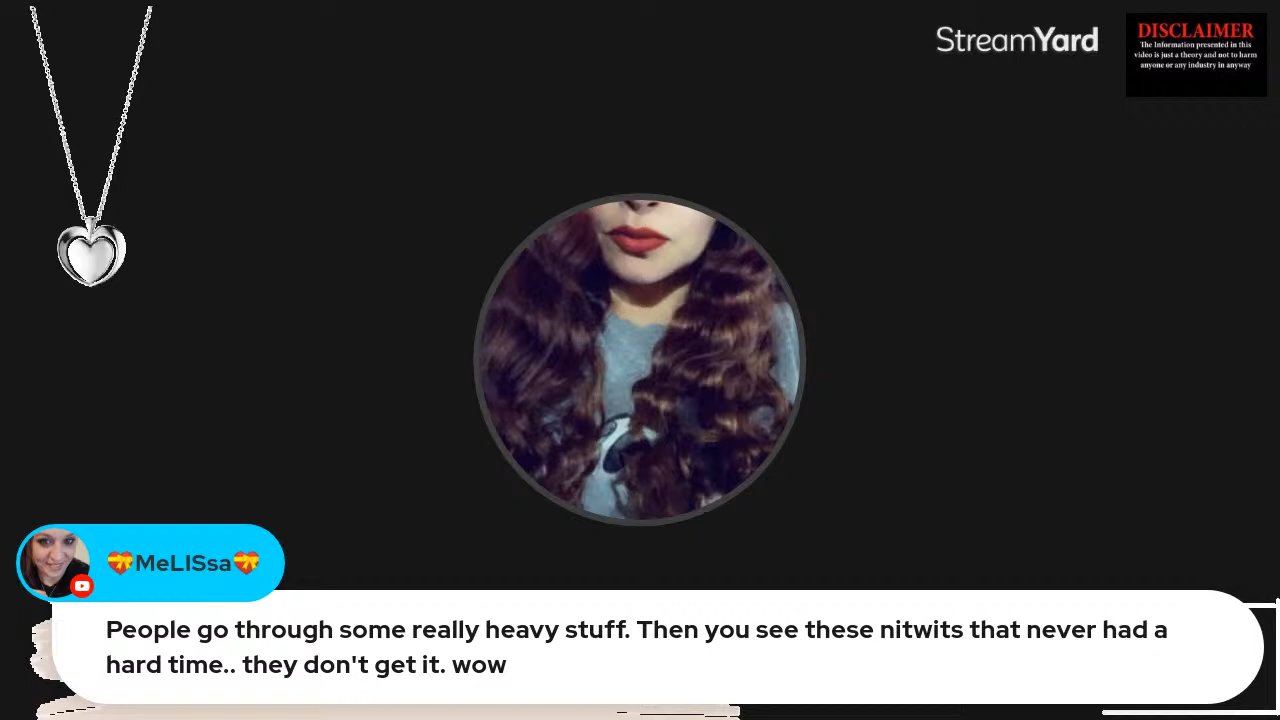 StreamYard
DISCLAIMER
The Information presented in this
video is just a theory and not to harm
anyone or any industry in anyway
💝MeLISsa💝
People go through some really heavy stuff. Then you see these nitwits that never had a
hard time.. they don't get it. wow